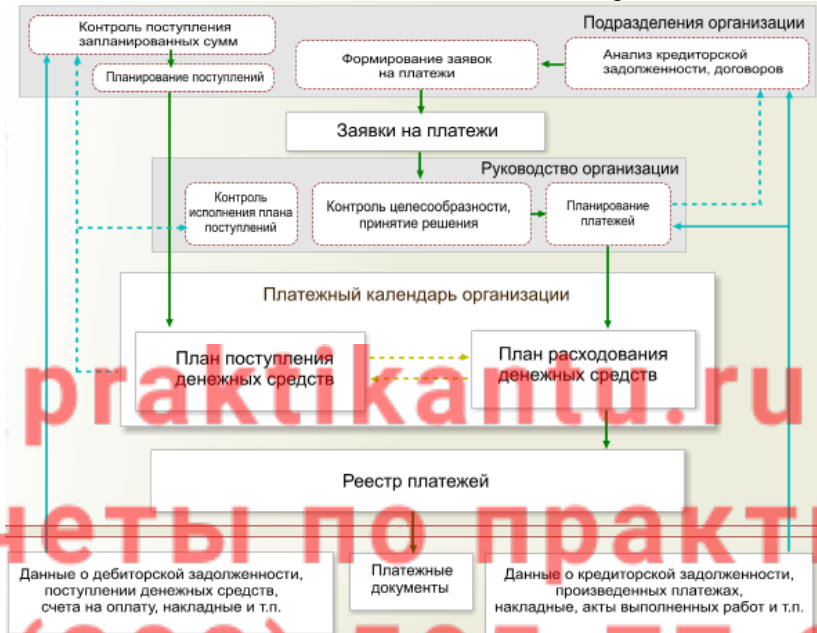 Подразделения организации
Контроль поступления
запланированных сумм
Планирование поступлений
Формирование заявок
на платежи
Анализ кредиторской
задолженности, договоров
Заявки на платежи
Руководство организации
Контроль
исполнения плана
поступлений
Контроль целесообразности,
принятие решения
Планирование
платежей
Платежный календарь организации
План поступления
денежных средств
План расходования
денежных средств
praktikantu.ru
Реестр платежей
четы по практ
Данные о дебиторской задолженности,
поступлении денежных средств,
счета на оплату, накладные и т.п.
Платежные
документы
Данные о кредиторской задолженности,
произведенных платежах,
накладные, акты выполненных работ и т.п.